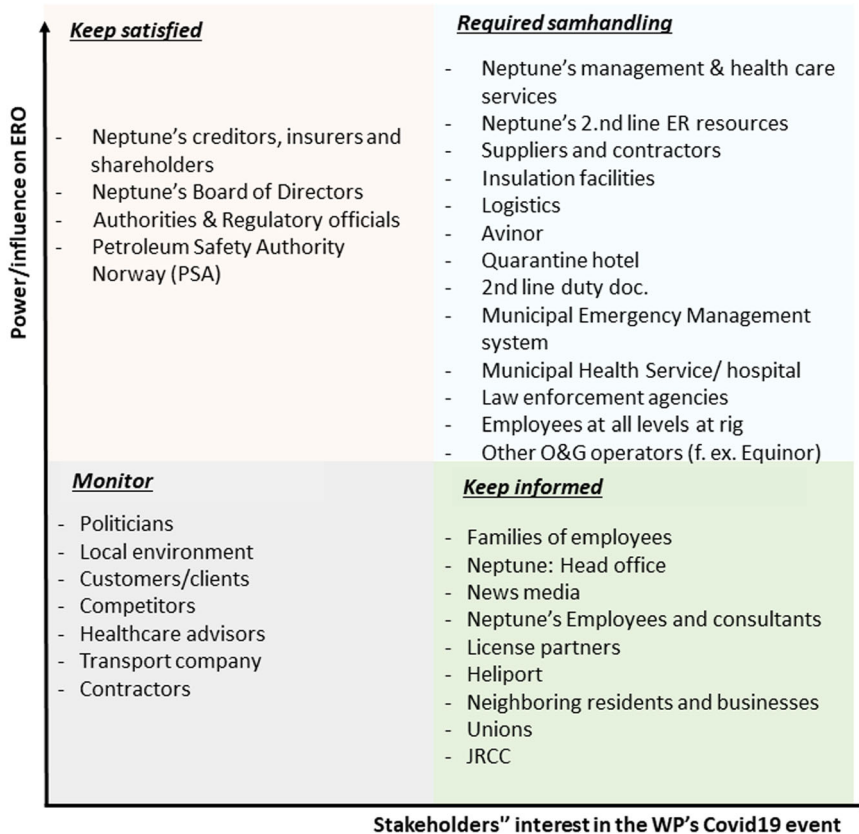 Power/influence on ERO
Keep satisfied
- Neptune's creditors, insurers and
shareholders
- Neptune's Board of Directors
- Authorities & Regulatory officials
- Petroleum Safety Authority
Norway (PSA)
Required samhandling
- Neptune's management & health care
services
- Neptune's 2.nd line ER resources
- Suppliers and contractors
- Insulation facilities
- Logistics
- Avinor
- Quarantine hotel
- 2nd line duty doc.
- Municipal Emergency Management
system
- Municipal Health Service/ hospital
- Law enforcement agencies
- Employees at all levels at rig
- Other O&G operators (f. ex. Equinor)
Monitor
- Politicians
- Local environment
- Customers/clients
- Competitors
- Healthcare advisors
- Transport company
- Contractors
Keep informed
- Families of employees
- Neptune: Head office
- News media
- Neptune's Employees and consultants
- License partners
- Heliport
- Neighboring residents and businesses
- Unions
- JRCC
Stakeholders'' interest in the WP's Covid19 event